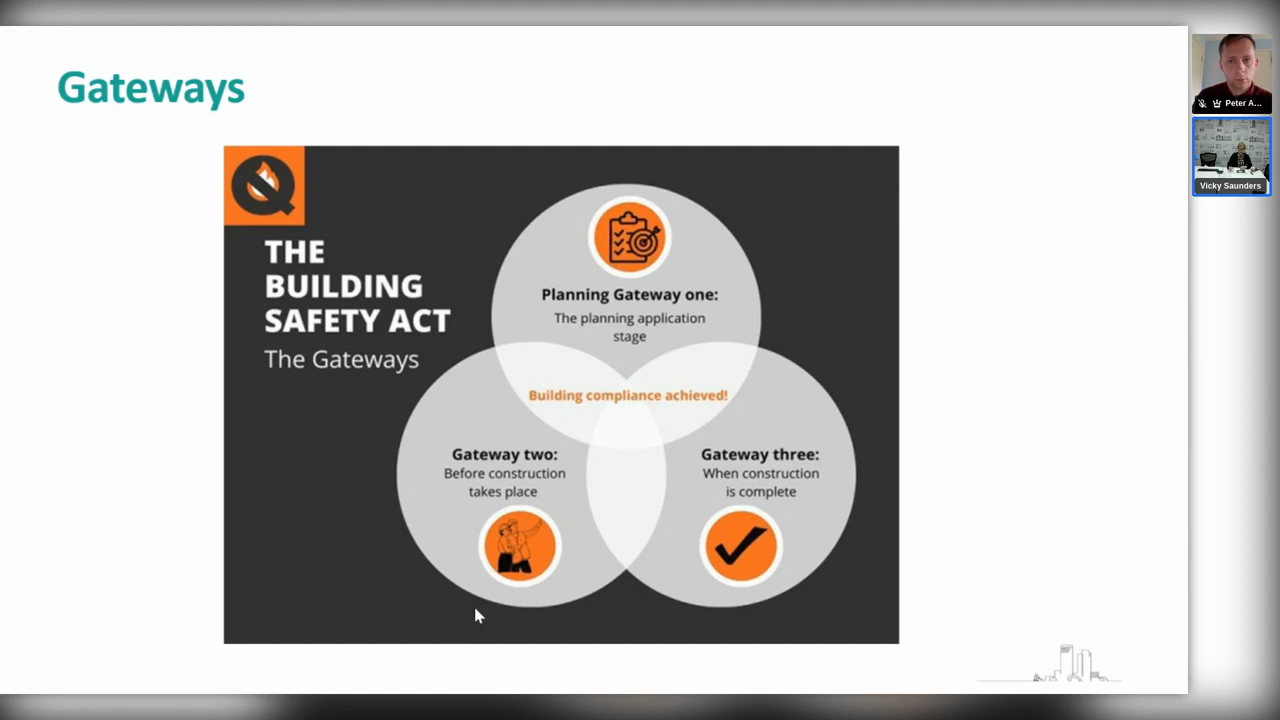 Gateways
THE
BUILDING
SAFETY ACT
The Gateways
Planning Gateway one:
The planning application
stage
Building compliance achieved!
Gateway two:
Before construction
takes place
Gateway three:
When construction
is complete
Peter A...
Vicky Saunders